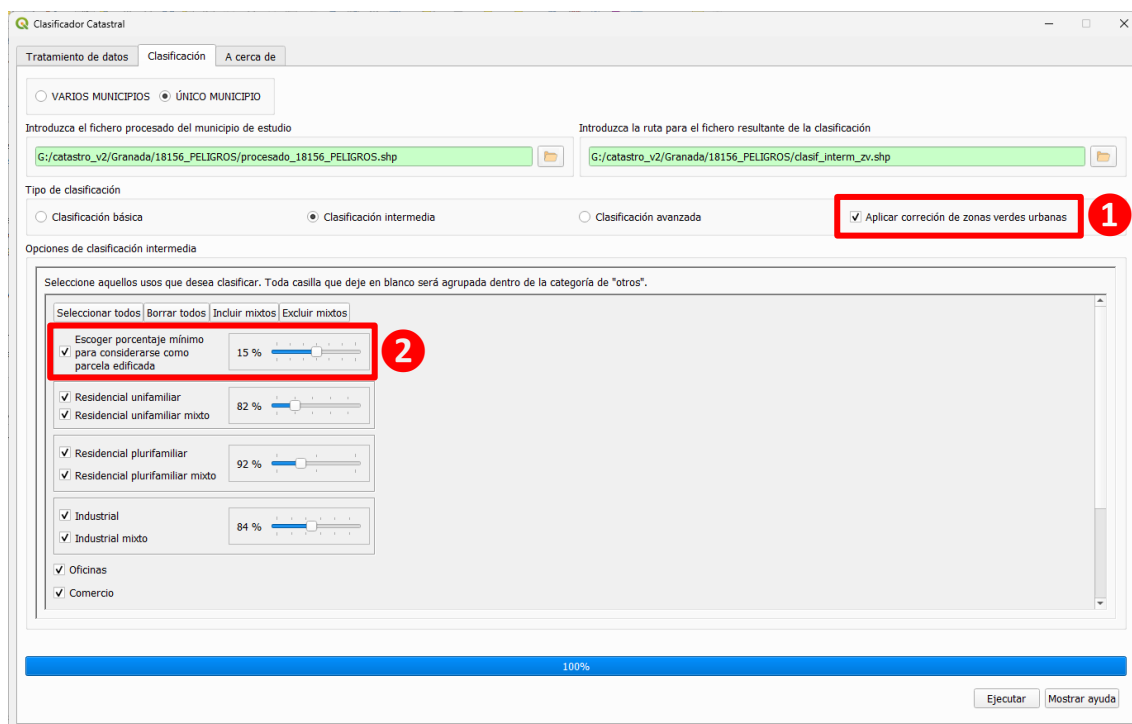 Clasificador Catastral
Tratamiento de datos Clasificación A cerca de
VARIOS MUNICIPIOS ÚNICO MUNICIPIO
Introduzca el fichero procesado del municipio de estudio
Introduzca la ruta para el fichero resultante de la clasificación
G:/catastro_v2/Granada/18156_PELIGROS/procesado_18156_PELIGROS.shp
G:/catastro_v2/Granada/18156_PELIGROS/clasif_interm_zv.shp
Tipo de clasificación
Clasificación básica Clasificación intermedia Clasificación avanzada Aplicar correción de zonas verdes urbanas
1
Opciones de clasificación intermedia
Seleccione aquellos usos que desea clasificar. Toda casilla que deje en blanco será agrupada dentro de la categoría de "otros".
Seleccionar todos Borrar todos Incluir mixtos Excluir mixtos
Escoger porcentaje mínimo
para considerarse como
parcela edificada
15 %
2
Residencial unifamiliar
Residencial unifamiliar mixto
82 %
Residencial plurifamiliar
Residencial plurifamiliar mixto
92 %
Industrial
Industrial mixto
84 %
Oficinas
Comercio
100%
Ejecutar Mostrar ayuda